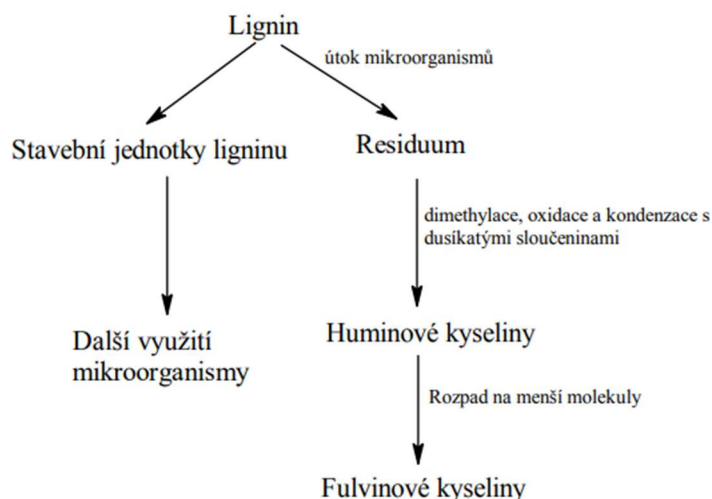 Lignin
útok mikroorganismů
Stavební jednotky ligninu
Residuum
dimethylace, oxidace a kondenzace s
dusíkatými sloučeninami
Další využití
mikroorganismy
Huminové kyseliny
Rozpad na menší molekuly
Fulvinové kyseliny